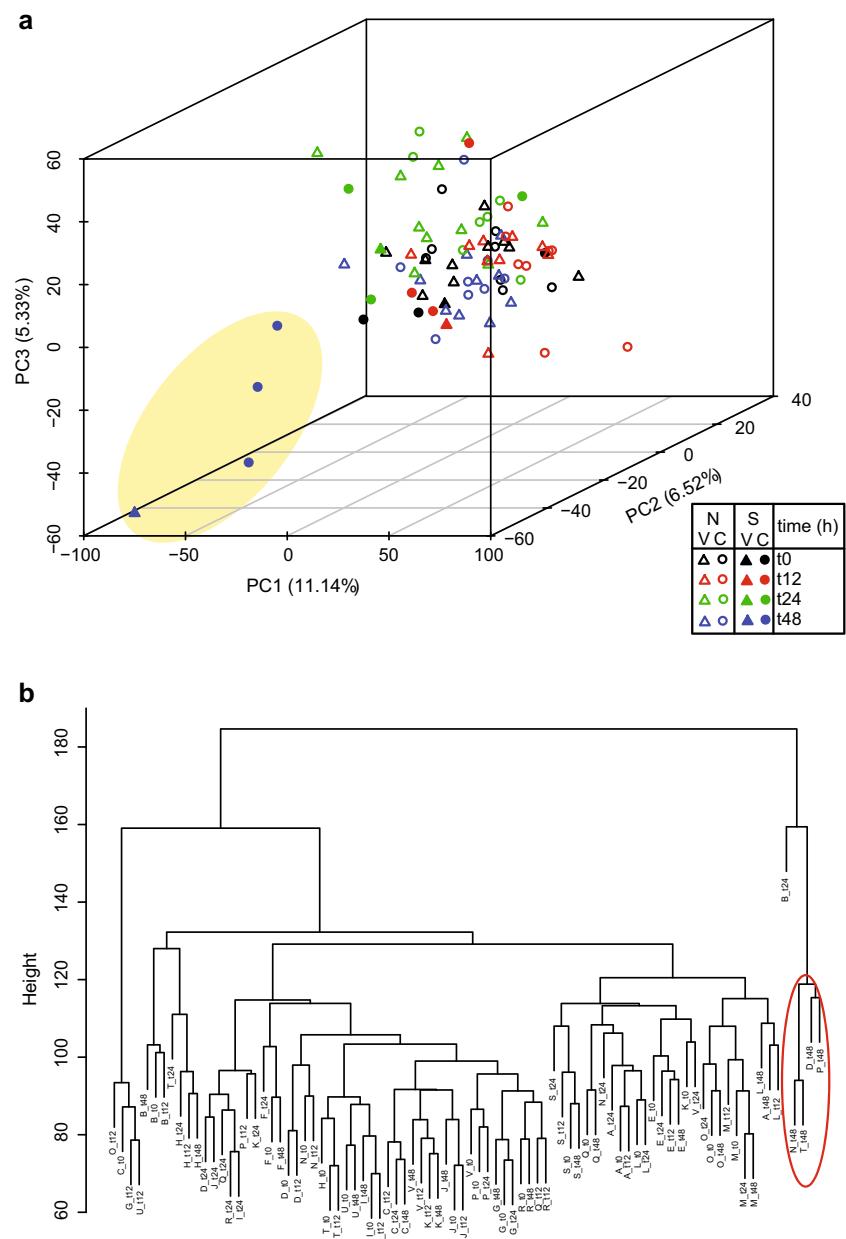 a
60
40
20
0
−20
−40
−60
PC3 (5.33%)
−100
−50
0
50
100
PC1 (11.14%)
−60
−40
−20
0
20
40
PC2 (6.52%)
N S time (h)
V C V C
t0
t12
t24
t48
b
Height
180
160
140
120
100
80
60
O_t12
C_t0
G_t12
U_t12
B_t48
B_t0
B_t12
T_t24
H_t24
H_t12
H_t48
D_t24
J_t24
Q_t24
R_t24
I_t24
P_t12
K_t24
F_t24
F_t0
F_t48
D_t0
D_t12
N_t0
N_t12
H_t0
T_t0
T_t12
U_t0
U_t48
I_t48
I_t0
I_t12
C_t12
C_t24
C_t48
V_t48
V_t12
K_t12
K_t48
J_t48
J_t0
J_t12
V_t0
P_t0
P_t24
G_t48
G_t0
G_t24
R_t0
R_t48
Q_t12
R_t12
S_t24
S_t12
S_t0
S_t48
Q_t0
Q_t48
N_t24
A_t24
A_t0
A_t12
L_t0
L_t24
E_t0
E_t24
E_t12
E_t48
K_t0
V_t24
O_t24
O_t0
O_t48
M_t12
M_t0
M_t24
M_t48
L_t48
A_t48
L_t12
B_t24
N_t48
T_t48
D_t48
P_t48